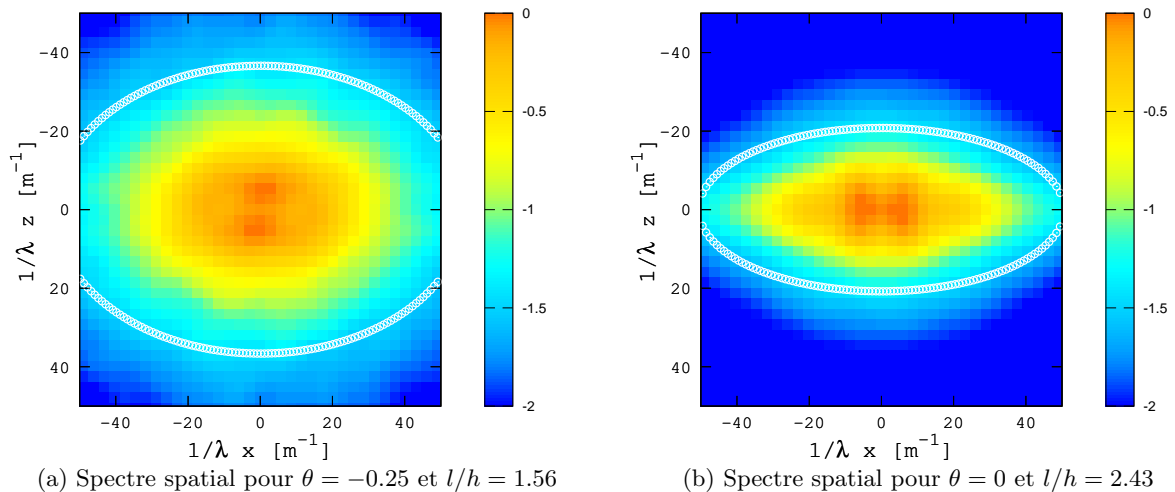 -40
-20
0
20
40
1/λ z [m⁻¹]
-40 -20 0 20 40
1/λ x [m⁻¹]
0
-0.5
-1
-1.5
-2
(a) Spectre spatial pour θ = −0.25 et l/h = 1.56
-40
-20
0
20
40
1/λ z [m⁻¹]
-40 -20 0 20 40
1/λ x [m⁻¹]
0
-0.5
-1
-1.5
-2
(b) Spectre spatial pour θ = 0 et l/h = 2.43